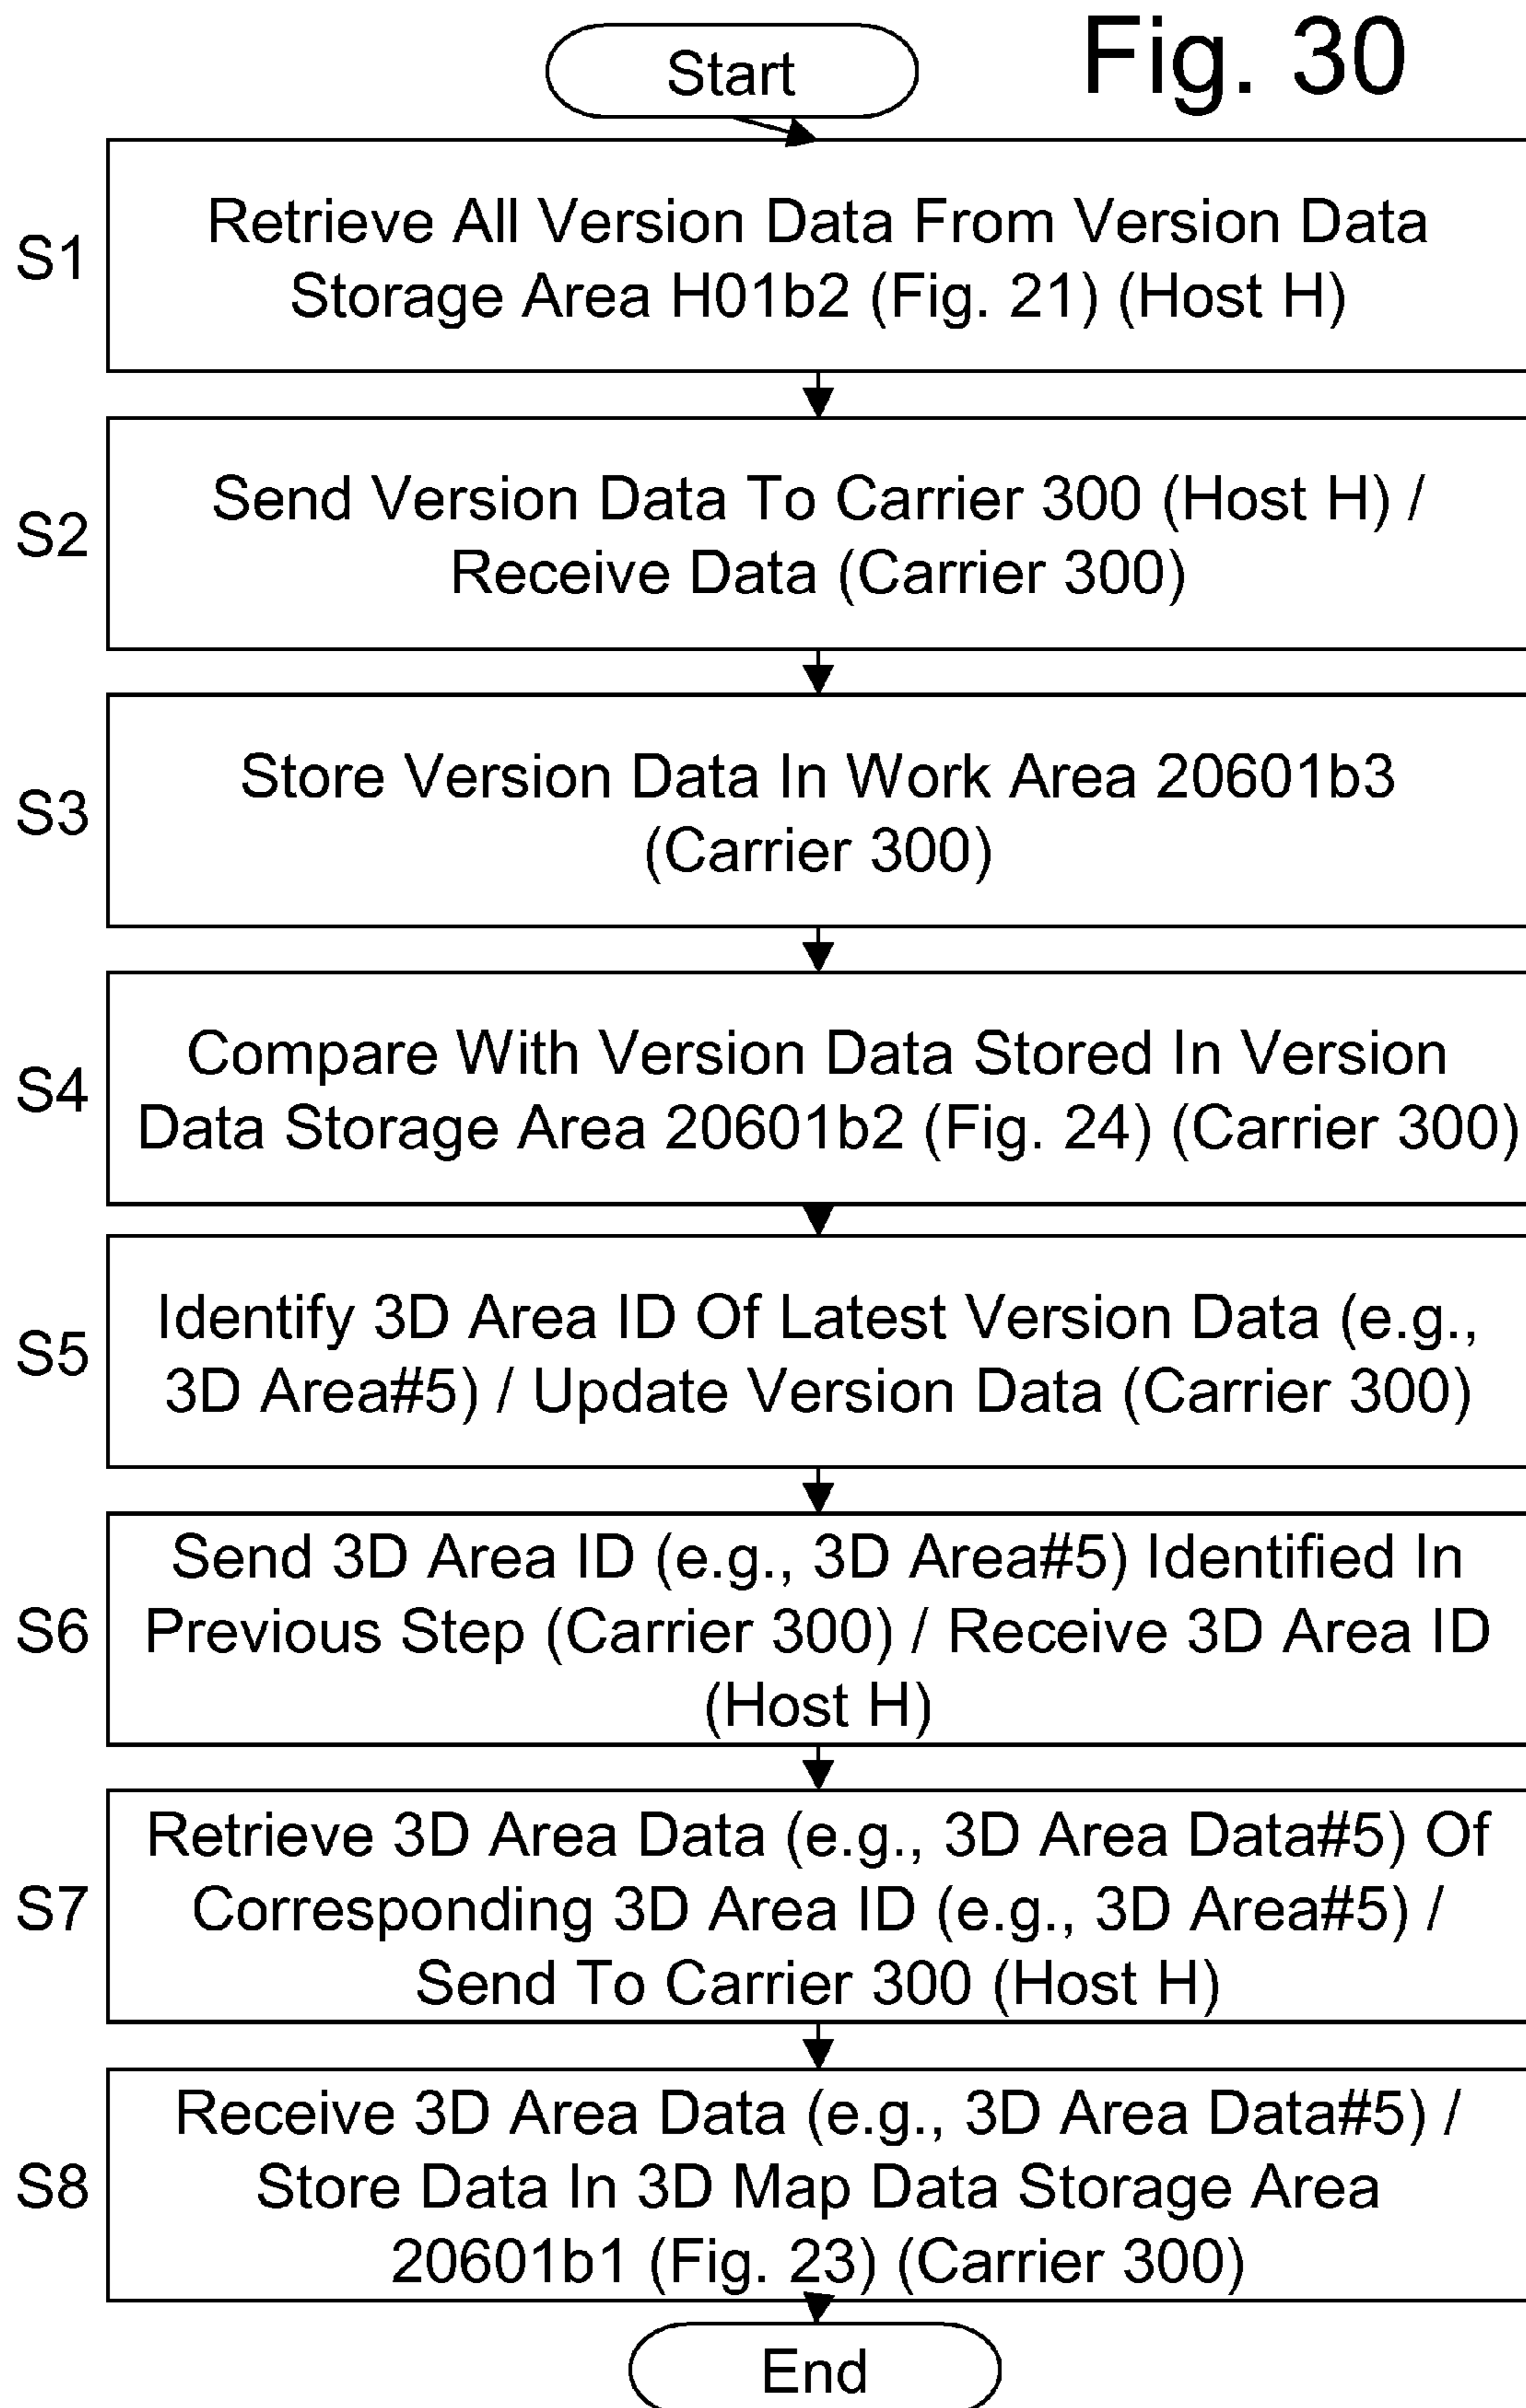 Fig. 30
Start
S1
Retrieve All Version Data From Version Data
Storage Area H01b2 (Fig. 21) (Host H)
S2
Send Version Data To Carrier 300 (Host H) /
Receive Data (Carrier 300)
S3
Store Version Data In Work Area 20601b3
(Carrier 300)
S4
Compare With Version Data Stored In Version
Data Storage Area 20601b2 (Fig. 24) (Carrier 300)
S5
Identify 3D Area ID Of Latest Version Data (e.g.,
3D Area#5) / Update Version Data (Carrier 300)
S6
Send 3D Area ID (e.g., 3D Area#5) Identified In
Previous Step (Carrier 300) / Receive 3D Area ID
(Host H)
S7
Retrieve 3D Area Data (e.g., 3D Area Data#5) Of
Corresponding 3D Area ID (e.g., 3D Area#5) /
Send To Carrier 300 (Host H)
S8
Receive 3D Area Data (e.g., 3D Area Data#5) /
Store Data In 3D Map Data Storage Area
20601b1 (Fig. 23) (Carrier 300)
End